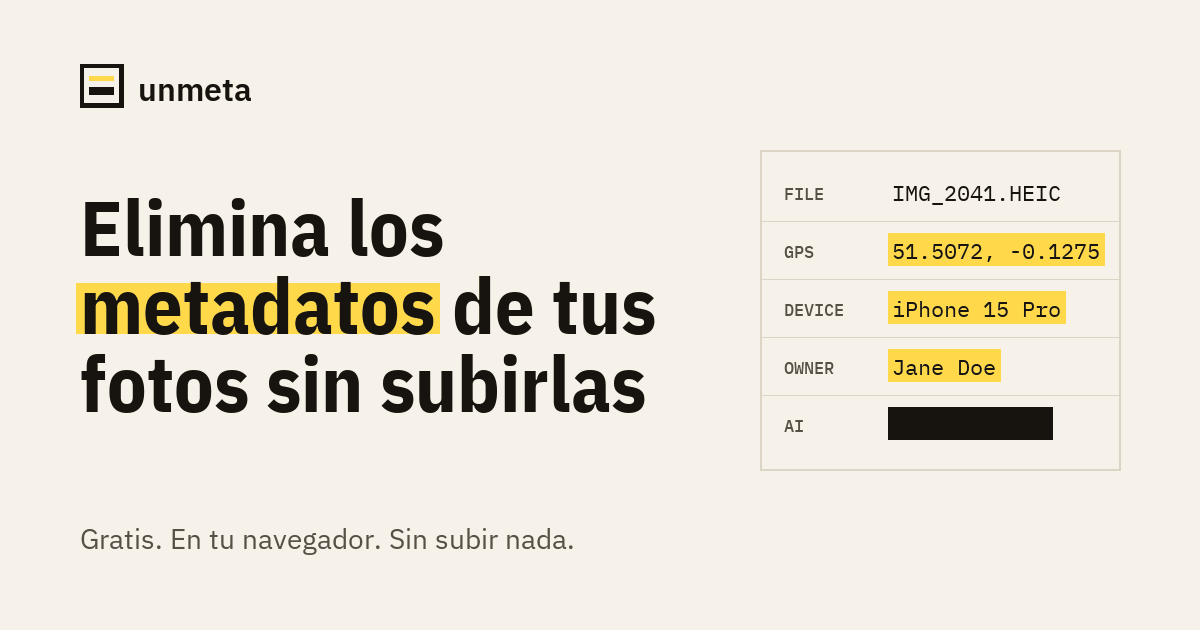 unmeta
Elimina los
metadatos de tus
fotos sin subirlas
Gratis. En tu navegador. Sin subir nada.
FILE IMG_2041.HEIC
GPS 51.5072, -0.1275
DEVICE iPhone 15 Pro
OWNER Jane Doe
AI